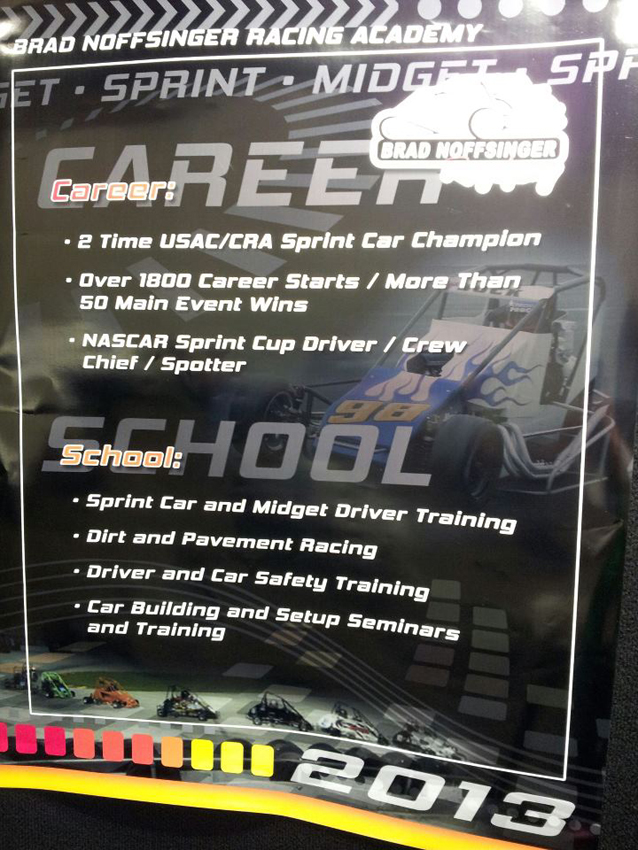 BRAD NOFFSINGER RACING ACADEMY
SPRINT · MIDGET ·
BRAD NOFFSINGER
CAREER
Career:
· 2 Time USAC/CRA Sprint Car Champion
· Over 1800 Career Starts / More Than
50 Main Event Wins
· NASCAR Sprint Cup Driver / Crew
Chief / Spotter
98
SCHOOL
School:
· Sprint Car and Midget Driver Training
· Dirt and Pavement Racing
· Driver and Car Safety Training
· Car Building and Setup Seminars
and Training
2013